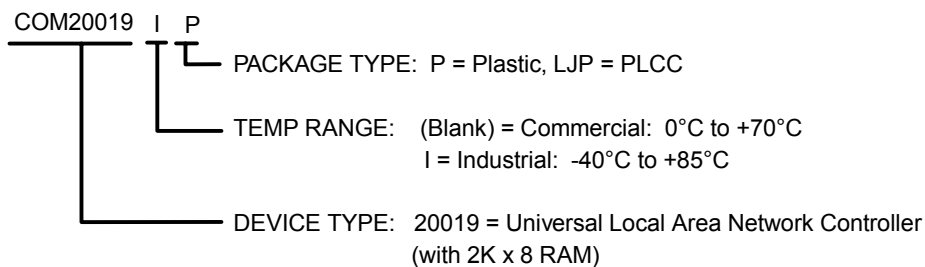 COM20019 I P
PACKAGE TYPE: P = Plastic, LJP = PLCC
TEMP RANGE: (Blank) = Commercial: 0°C to +70°C
I = Industrial: -40°C to +85°C
DEVICE TYPE: 20019 = Universal Local Area Network Controller
(with 2K x 8 RAM)